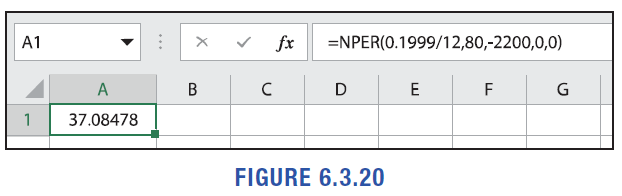 A1 fx =NPER(0.1999/12,80,-2200,0,0)
A B C D E F G
1 37.08478
FIGURE 6.3.20